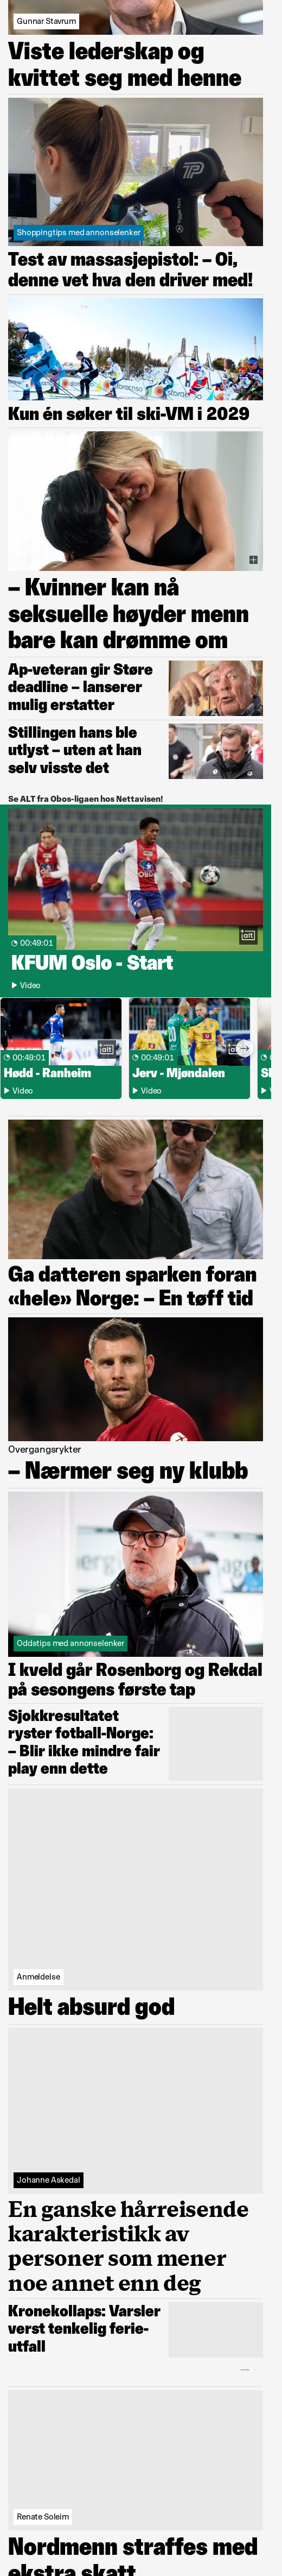 Gunnar Stavrum
Viste lederskap og
kvittet seg med henne
Shoppingtips med annonselenker
Test av massasjepistol: – Oi,
denne vet hva den driver med!
Kun én søker til ski-VM i 2029
– Kvinner kan nå
seksuelle høyder menn
bare kan drømme om
Ap-veteran gir Støre
deadline – lanserer
mulig erstatter
Stillingen hans ble
utlyst – uten at han
selv visste det
Se ALT fra Obos-ligaen hos Nettavisen!
OBOS
alt
00:49:01
KFUM Oslo - Start
Video
alt
00:49:01
Hødd - Ranheim
Video
00:49:01
Jerv - Mjøndalen
Video
Ga datteren sparken foran
«hele» Norge: – En tøff tid
Overgangsrykter
– Nærmer seg ny klubb
Oddstips med annonselenker
I kveld går Rosenborg og Rekdal
på sesongens første tap
Sjokkresultatet
ryster fotball-Norge:
– Blir ikke mindre fair
play enn dette
Anmeldelse
Helt absurd god
Johanne Askedal
En ganske hårreisende
karakteristikk av
personer som mener
noe annet enn deg
Kronekollaps: Varsler
verst tenkelig ferie-
utfall
Renate Soleim
Nordmenn straffes med
ekstra skatt